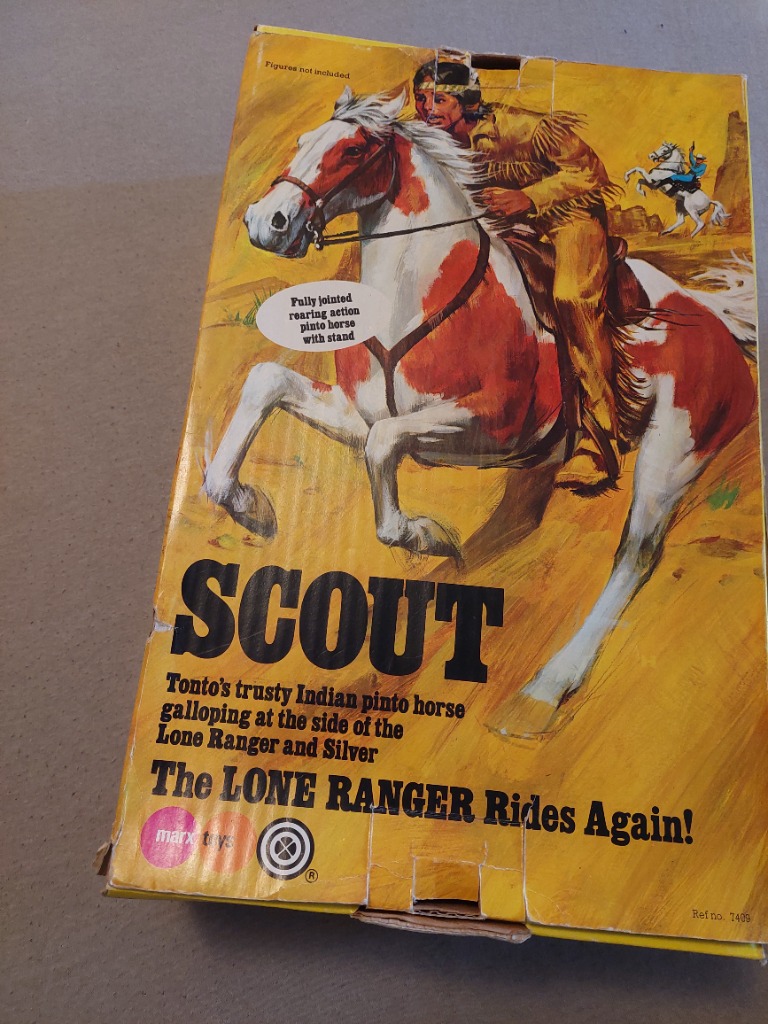 Figures not included
Fully jointed
rearing action
pinto horse
with stand
SCOUT
Tonto's trusty Indian pinto horse
galloping at the side of the
Lone Ranger and Silver
The LONE RANGER Rides Again!
marx toys
®
Ref no. 7409